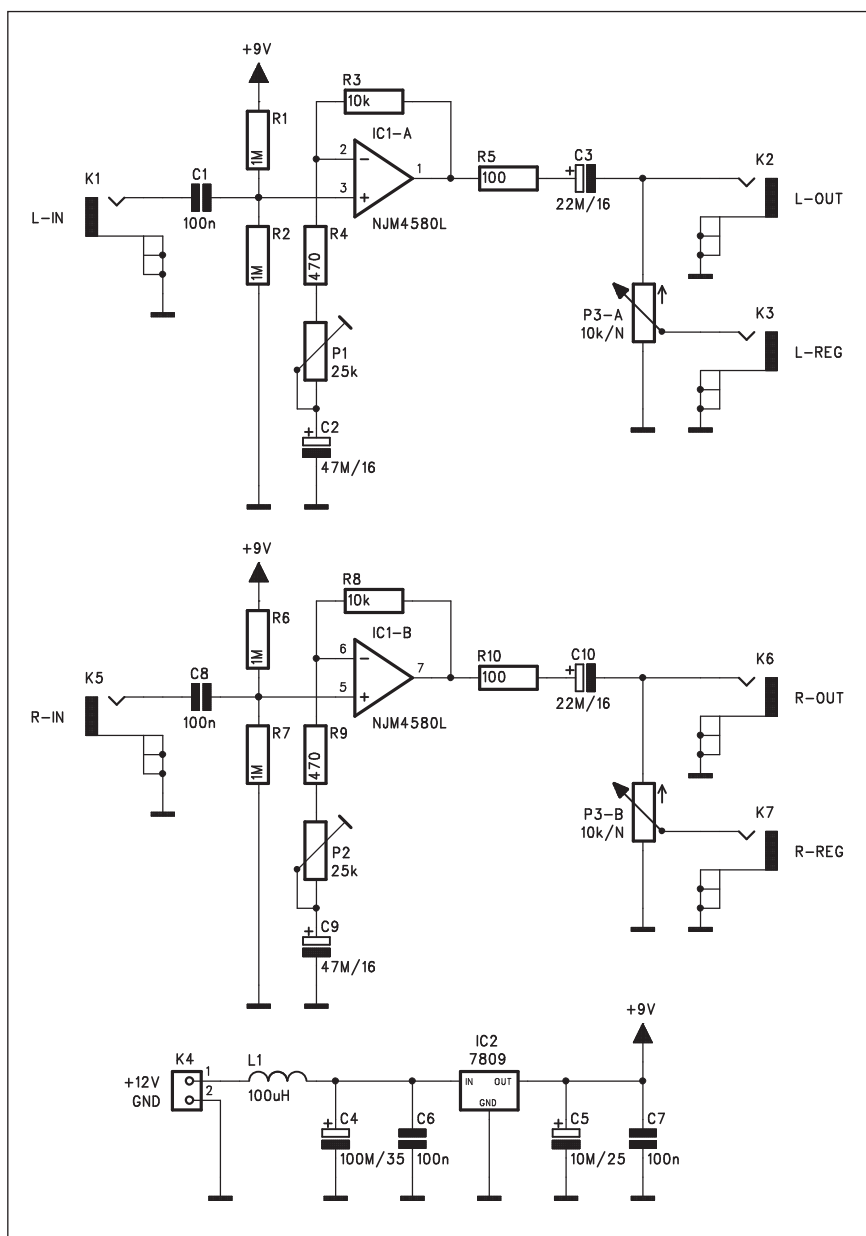 +9V
R1
1M
R3
10k
IC1-A
2
3
1
NJM4580L
K1
L-IN
C1
100n
R2
1M
R4
470
P1
25k
C2
+
47M/16
R5
100
C3
+
22M/16
K2
L-OUT
P3-A
10k/N
K3
L-REG
+9V
R6
1M
R8
10k
IC1-B
6
5
7
NJM4580L
K5
R-IN
C8
100n
R7
1M
R9
470
P2
25k
C9
+
47M/16
R10
100
C10
+
22M/16
K6
R-OUT
P3-B
10k/N
K7
R-REG
K4
+12V
GND
1
2
L1
100uH
C4
+
100M/35
C6
100n
IC2
7809
IN OUT
GND
C5
+
10M/25
C7
100n
+9V